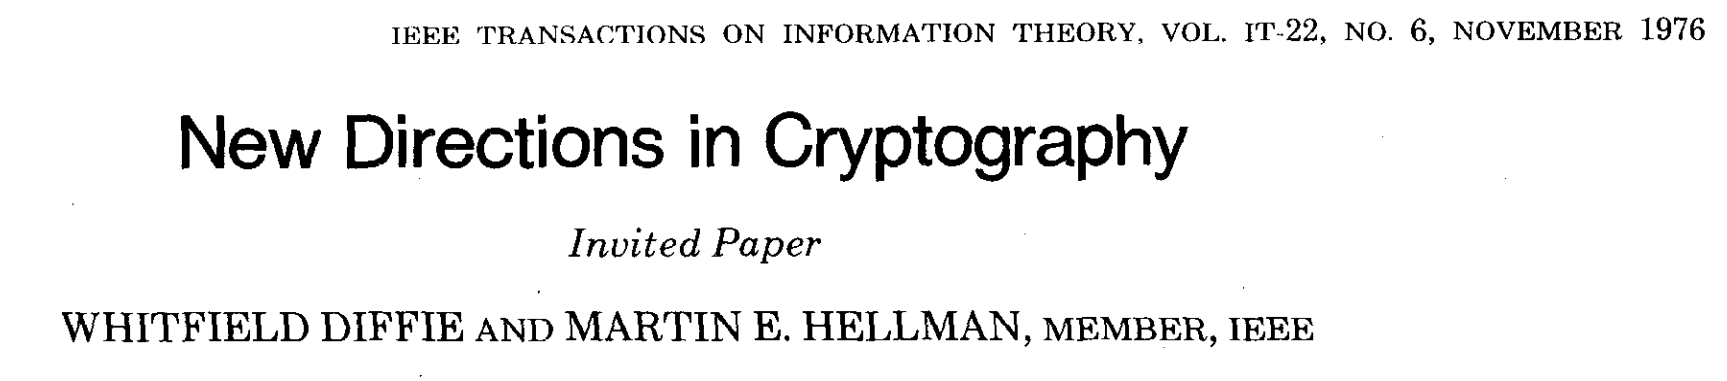 IEEE TRANSACTIONS ON INFORMATION THEORY, VOL. IT-22, NO. 6, NOVEMBER 1976
New Directions in Cryptography
Invited Paper
WHITFIELD DIFFIE AND MARTIN E. HELLMAN, MEMBER, IEEE